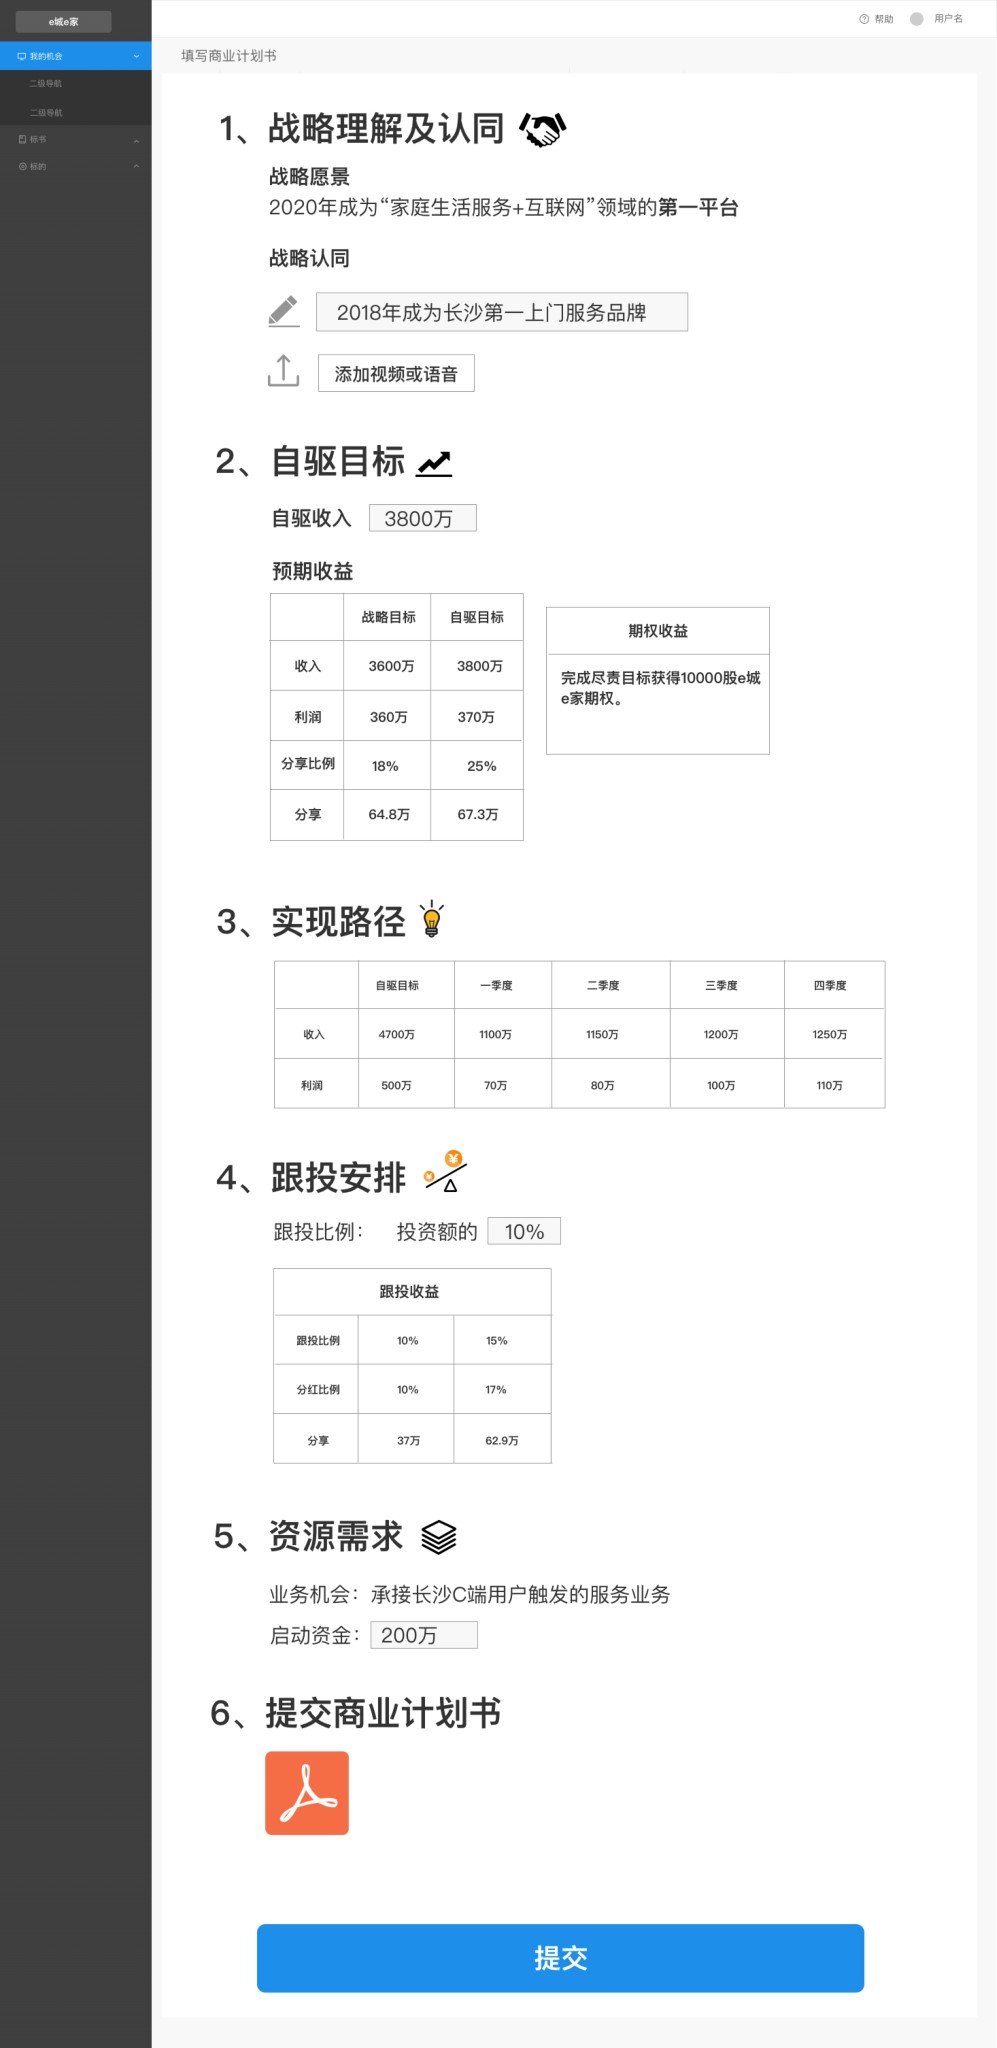 e城e家
帮助
用户名
我的机会
填写商业计划书
二级导航
二级导航
标书
标的
1、战略理解及认同
战略愿景
2020年成为“家庭生活服务+互联网”领域的第一平台
战略认同
2018年成为长沙第一上门服务品牌
添加视频或语音
2、自驱目标
自驱收入 3800万
预期收益
战略目标 自驱目标
收入 3600万 3800万
利润 360万 370万
分享比例 18% 25%
分享 64.8万 67.3万
期权收益
完成尽责目标获得10000股e城
e家期权。
3、实现路径
自驱目标 一季度 二季度 三季度 四季度
收入 4700万 1100万 1150万 1200万 1250万
利润 500万 70万 80万 100万 110万
4、跟投安排
跟投比例： 投资额的 10%
跟投收益
跟投比例 10% 15%
分红比例 10% 17%
分享 37万 62.9万
5、资源需求
业务机会：承接长沙C端用户触发的服务业务
启动资金：200万
6、提交商业计划书
提交